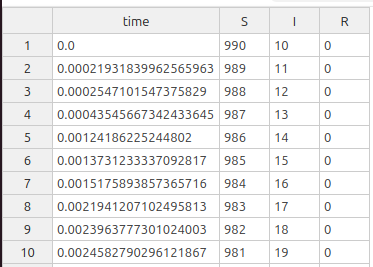 time S I R
1 0.0 990 10 0
2 0.00021931839962565963 989 11 0
3 0.0002547101547375829 988 12 0
4 0.00043545667342433645 987 13 0
5 0.00124186225244802 986 14 0
6 0.0013731233337092817 985 15 0
7 0.0015175893857365716 984 16 0
8 0.0021941207102495813 983 17 0
9 0.0023963777301024003 982 18 0
10 0.0024582790296121867 981 19 0